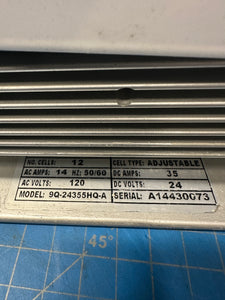 NO. CELLS: 12 CELL TYPE: ADJUSTABLE
AC AMPS: 14 HZ: 50/60 DC AMPS: 35
AC VOLTS: 120 DC VOLTS: 24
MODEL: 9Q-24355HQ-A SERIAL: A14430073
45°